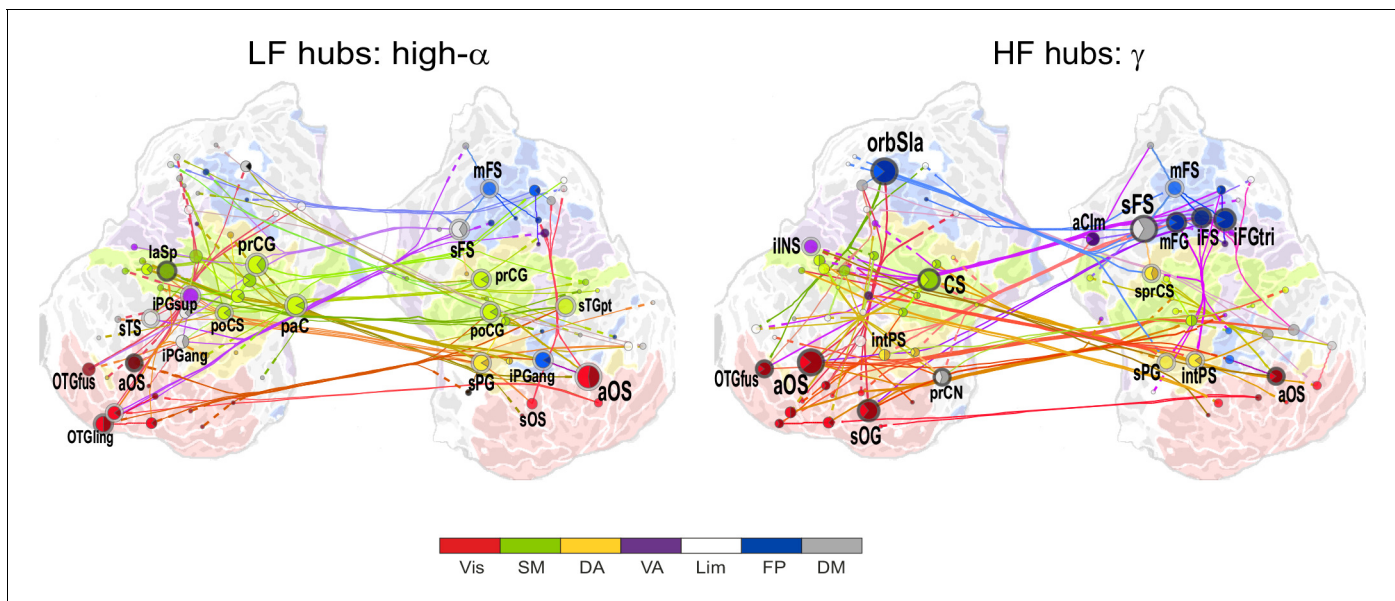 LF hubs: high-α
HF hubs: γ
mFS
sFS
laSp
prCG
prCG
iPGsup
sTS
poCS
paC
poCG
sTGpt
iPGang
OTGfus
aOS
sPG
iPGang
aOS
sOS
OTGling
orbSla
mFS
sFS
aClm
mFG
iFS
iFGtri
iINS
CS
sprCS
intPS
OTGfus
aOS
prCN
sPG
intPS
aOS
sOG
Vis SM DA VA Lim FP DM